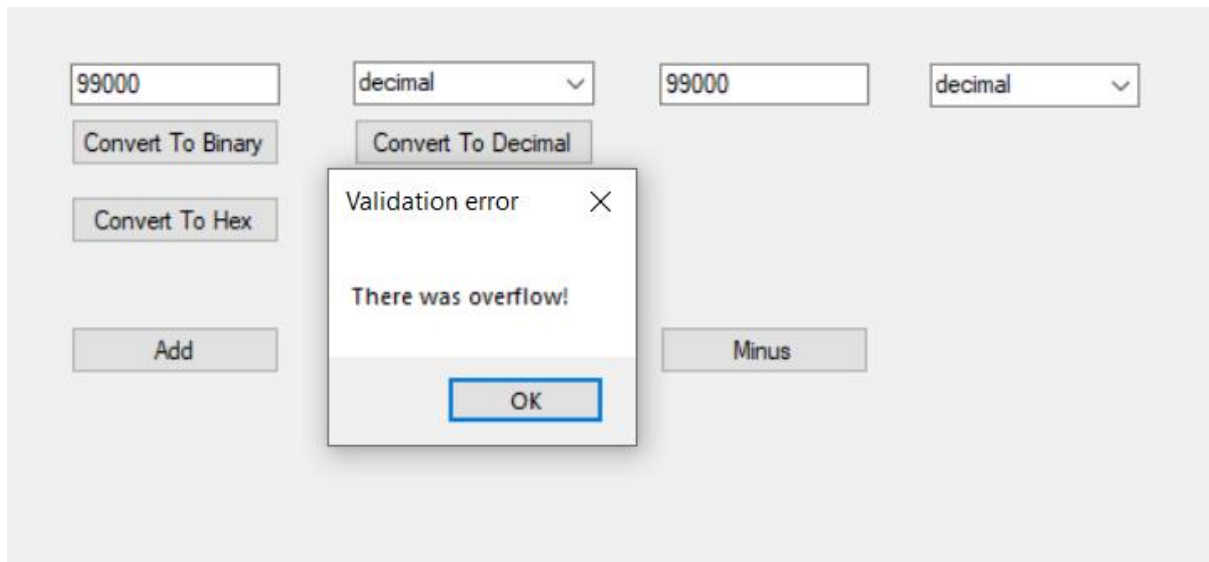 99000 decimal 99000 decimal
Convert To Binary Convert To Decimal
Validation error
Convert To Hex
There was overflow!
Add Minus
OK